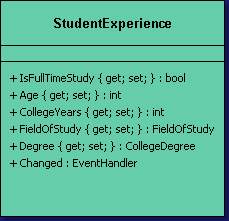 StudentExperience
+ IsFullTimeStudy { get; set; } : bool
+ Age { get; set; } : int
+ CollegeYears { get; set; } : int
+ FieldOfStudy { get; set; } : FieldOfStudy
+ Degree { get; set; } : CollegeDegree
+ Changed : EventHandler